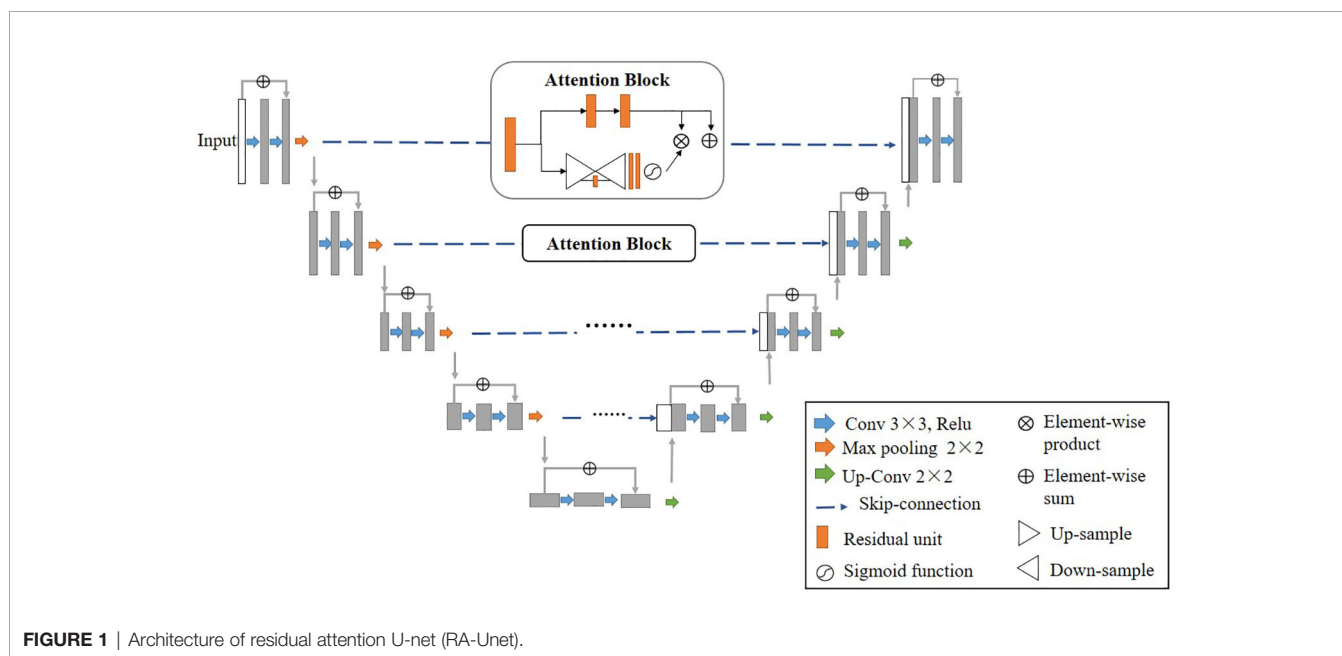 Attention Block
Input
Attention Block
......
......
Conv 3×3, Relu
Max pooling 2×2
Up-Conv 2×2
Skip-connection
Residual unit
Sigmoid function
Element-wise
product
Element-wise
sum
Up-sample
Down-sample
FIGURE 1 | Architecture of residual attention U-net (RA-Unet).